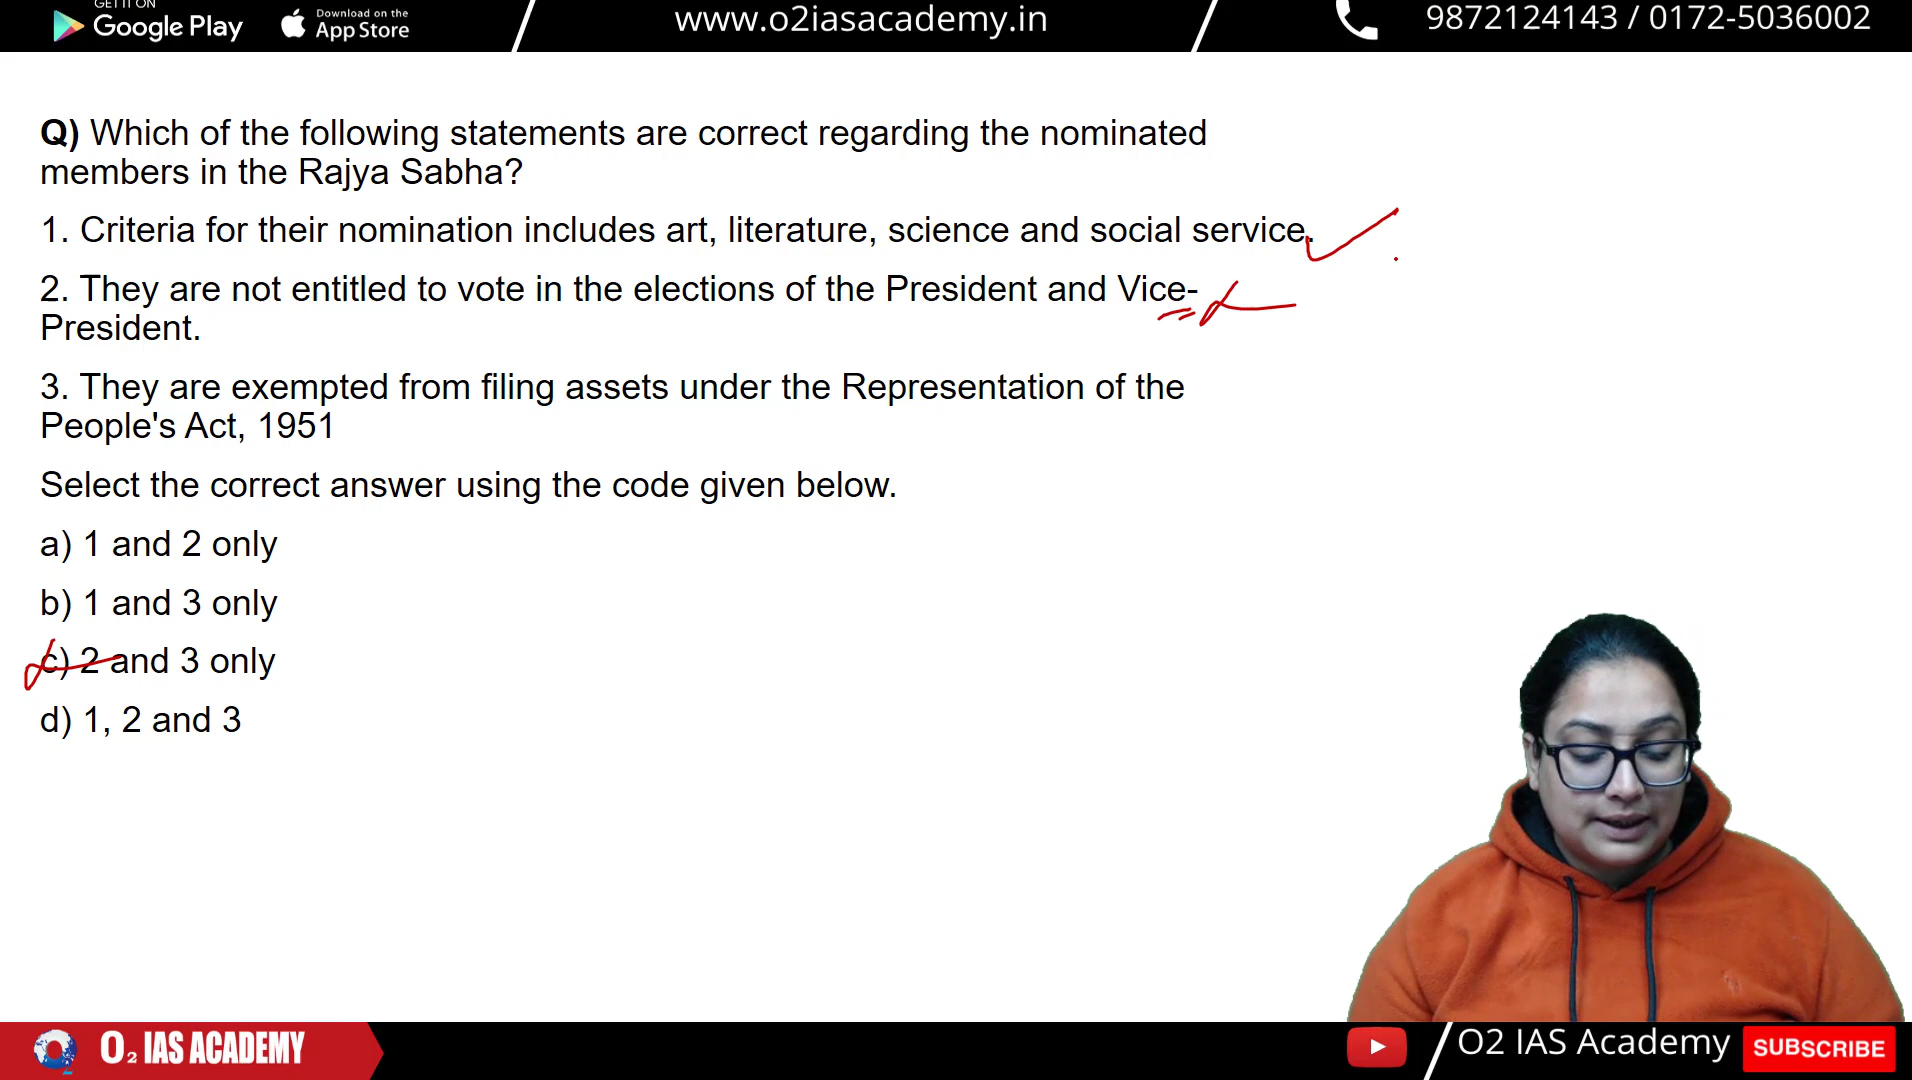 GET IT ON
Google Play
Download on the
App Store
www.o2iasacademy.in
9872124143 / 0172-5036002
Q) Which of the following statements are correct regarding the nominated
members in the Rajya Sabha?
1. Criteria for their nomination includes art, literature, science and social service.
2. They are not entitled to vote in the elections of the President and Vice-
President.
3. They are exempted from filing assets under the Representation of the
People's Act, 1951
Select the correct answer using the code given below.
a) 1 and 2 only
b) 1 and 3 only
c) 2 and 3 only
d) 1, 2 and 3
O2 IAS ACADEMY
O2 IAS Academy
SUBSCRIBE